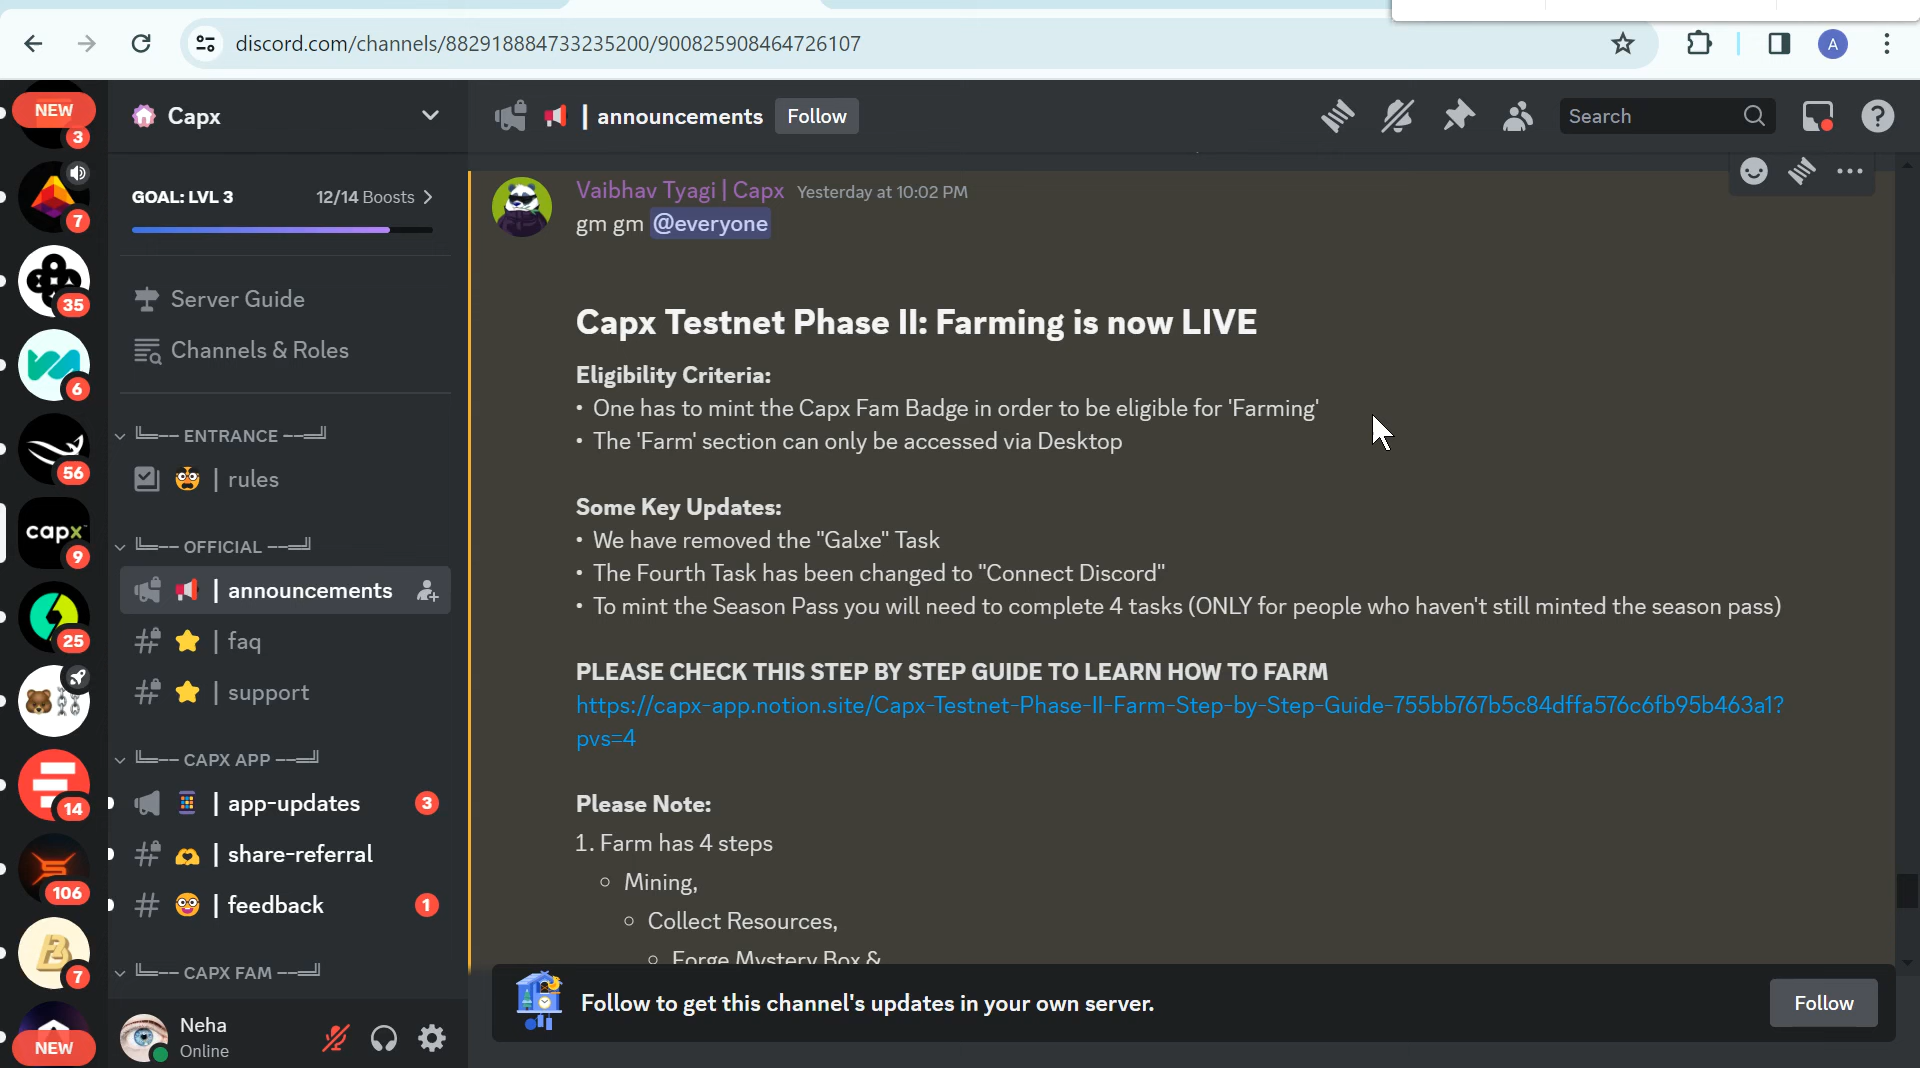 discord.com/channels/882918884733235200/900825908464726107
A
NEW
3
7
35
6
56
capx
9
25
14
106
7
NEW
Capx
GOAL: LVL 3
12/14 Boosts
Server Guide
Channels & Roles
ENTRANCE
rules
OFFICIAL
announcements
faq
support
CAPX APP
app-updates
3
share-referral
feedback
1
CAPX FAM
Neha
Online
| announcements
Follow
Search
Vaibhav Tyagi | Capx Yesterday at 10:02 PM
gm gm @everyone
Capx Testnet Phase II: Farming is now LIVE
Eligibility Criteria:
• One has to mint the Capx Fam Badge in order to be eligible for 'Farming'
• The 'Farm' section can only be accessed via Desktop
Some Key Updates:
• We have removed the "Galxe" Task
• The Fourth Task has been changed to "Connect Discord"
• To mint the Season Pass you will need to complete 4 tasks (ONLY for people who haven't still minted the season pass)
PLEASE CHECK THIS STEP BY STEP GUIDE TO LEARN HOW TO FARM
https://capx-app.notion.site/Capx-Testnet-Phase-II-Farm-Step-by-Step-Guide-755bb767b5c84dffa576c6fb95b463a1?
pvs=4
Please Note:
1. Farm has 4 steps
Mining,
Collect Resources,
Forge Mystery Box &
Follow to get this channel's updates in your own server.
Follow